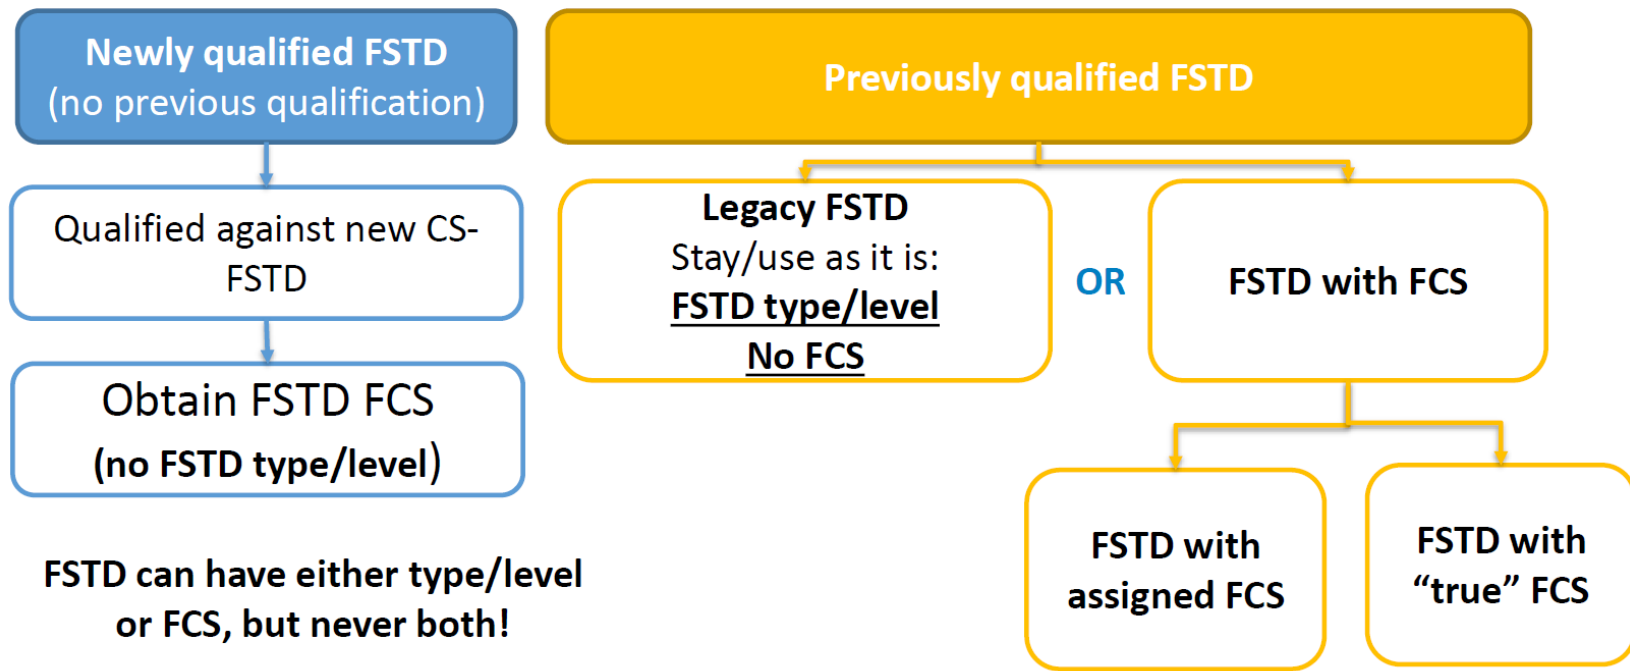 Newly qualified FSTD
(no previous qualification)
Qualified against new CS-
FSTD
Obtain FSTD FCS
(no FSTD type/level)
FSTD can have either type/level
or FCS, but never both!
Previously qualified FSTD
Legacy FSTD
Stay/use as it is:
FSTD type/level
No FCS
OR
FSTD with FCS
FSTD with
assigned FCS
FSTD with
“true” FCS